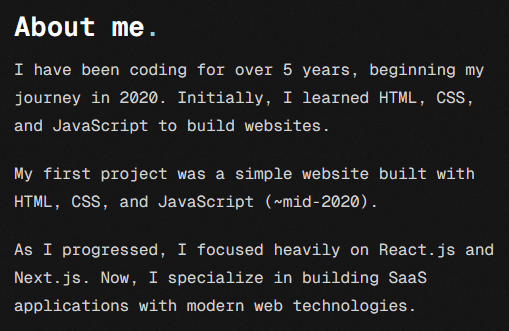 About me.
I have been coding for over 5 years, beginning my
journey in 2020. Initially, I learned HTML, CSS,
and JavaScript to build websites.
My first project was a simple website built with
HTML, CSS, and JavaScript (~mid-2020).
As I progressed, I focused heavily on React.js and
Next.js. Now, I specialize in building SaaS
applications with modern web technologies.